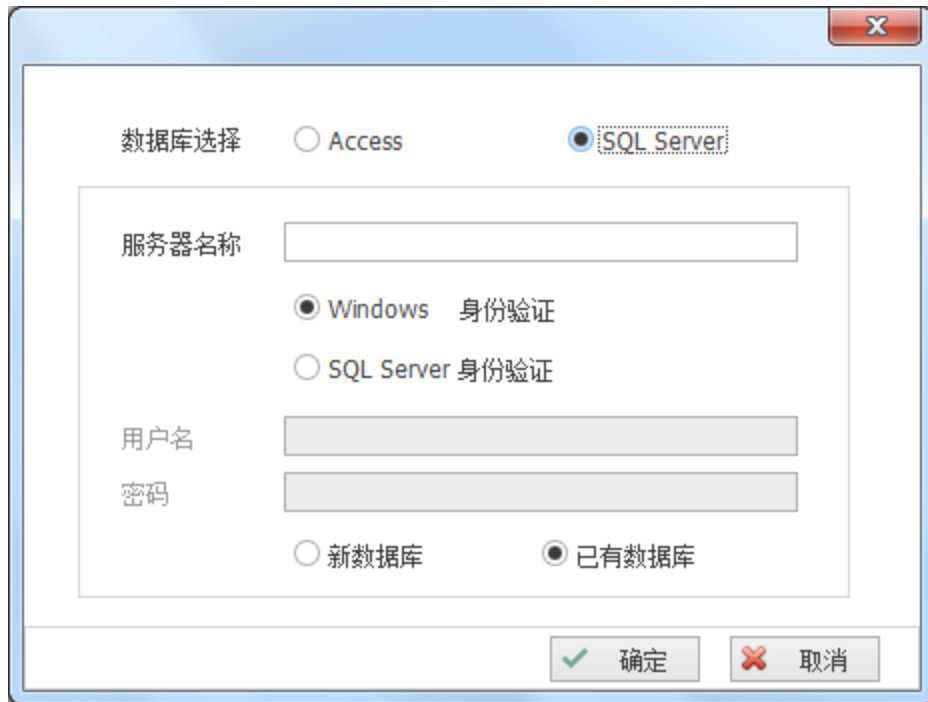 数据库选择 Access SQL Server
服务器名称
Windows 身份验证
SQL Server 身份验证
用户名
密码
新数据库 已有数据库
确定 取消